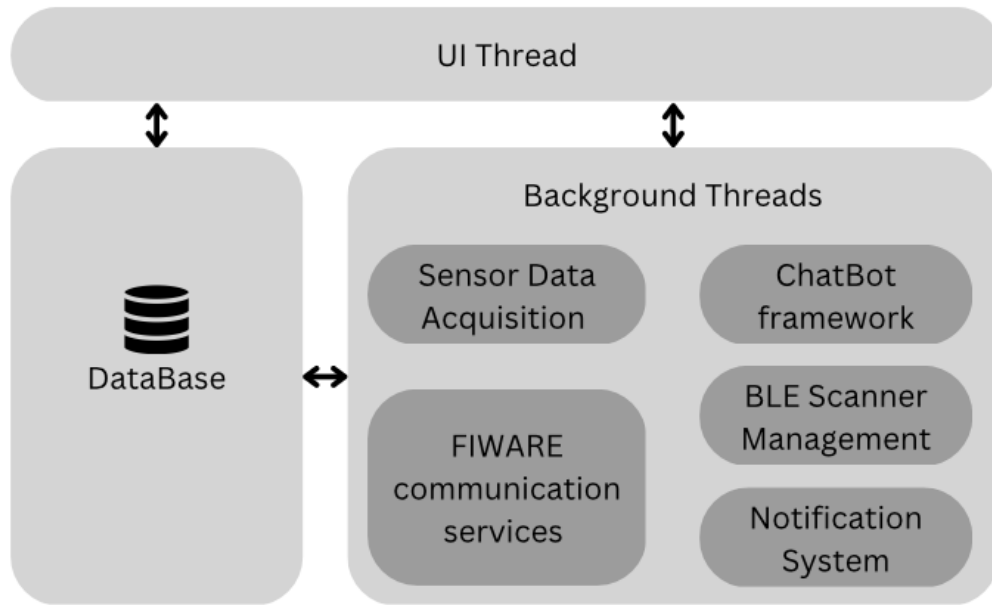 UI Thread
DataBase
Background Threads
Sensor Data
Acquisition
FIWARE
communication
services
ChatBot
framework
BLE Scanner
Management
Notification
System